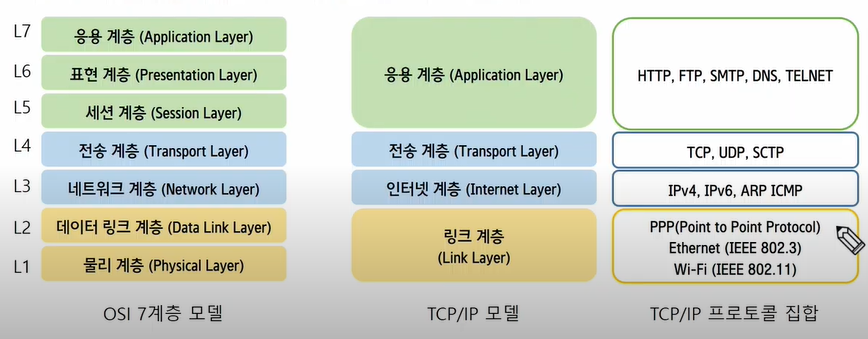 L7
응용 계층 (Application Layer)
L6
표현 계층 (Presentation Layer)
L5
세션 계층 (Session Layer)
L4
전송 계층 (Transport Layer)
L3
네트워크 계층 (Network Layer)
L2
데이터 링크 계층 (Data Link Layer)
L1
물리 계층 (Physical Layer)
OSI 7계층 모델
응용 계층 (Application Layer)
전송 계층 (Transport Layer)
인터넷 계층 (Internet Layer)
링크 계층
(Link Layer)
TCP/IP 모델
HTTP, FTP, SMTP, DNS, TELNET
TCP, UDP, SCTP
IPv4, IPv6, ARP ICMP
PPP(Point to Point Protocol)
Ethernet (IEEE 802.3)
Wi-Fi (IEEE 802.11)
TCP/IP 프로토콜 집합